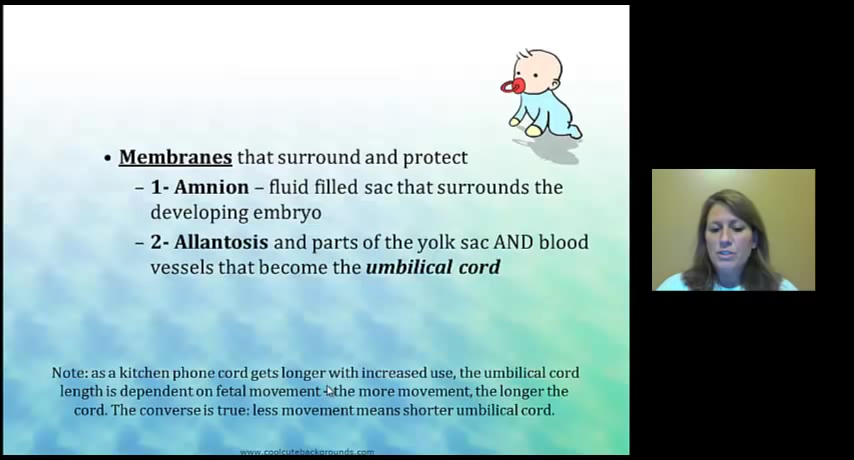 • Membranes that surround and protect
– 1- Amnion – fluid filled sac that surrounds the
developing embryo
– 2- Allantosis and parts of the yolk sac AND blood
vessels that become the umbilical cord
Note: as a kitchen phone cord gets longer with increased use, the umbilical cord
length is dependent on fetal movement - the more movement, the longer the
cord. The converse is true: less movement means shorter umbilical cord.
www.coolcutebackgrounds.com